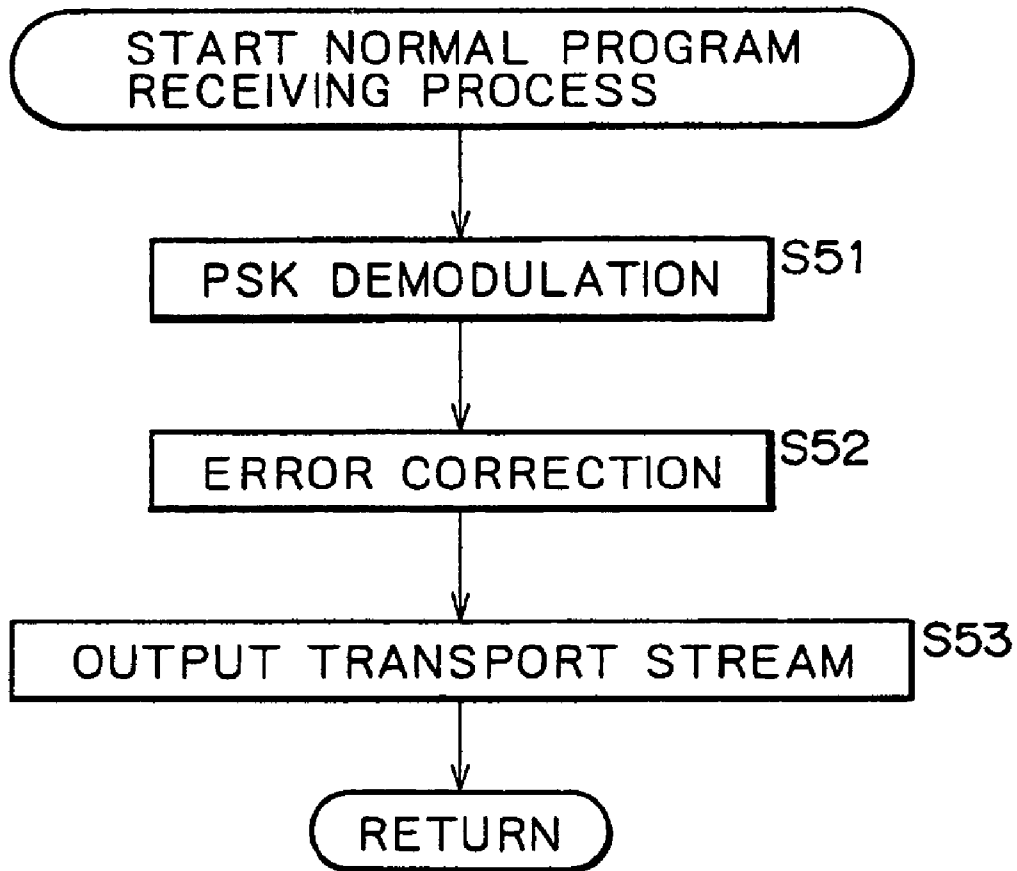 START NORMAL PROGRAM
RECEIVING PROCESS
PSK DEMODULATION
S51
ERROR CORRECTION
S52
OUTPUT TRANSPORT STREAM
S53
RETURN